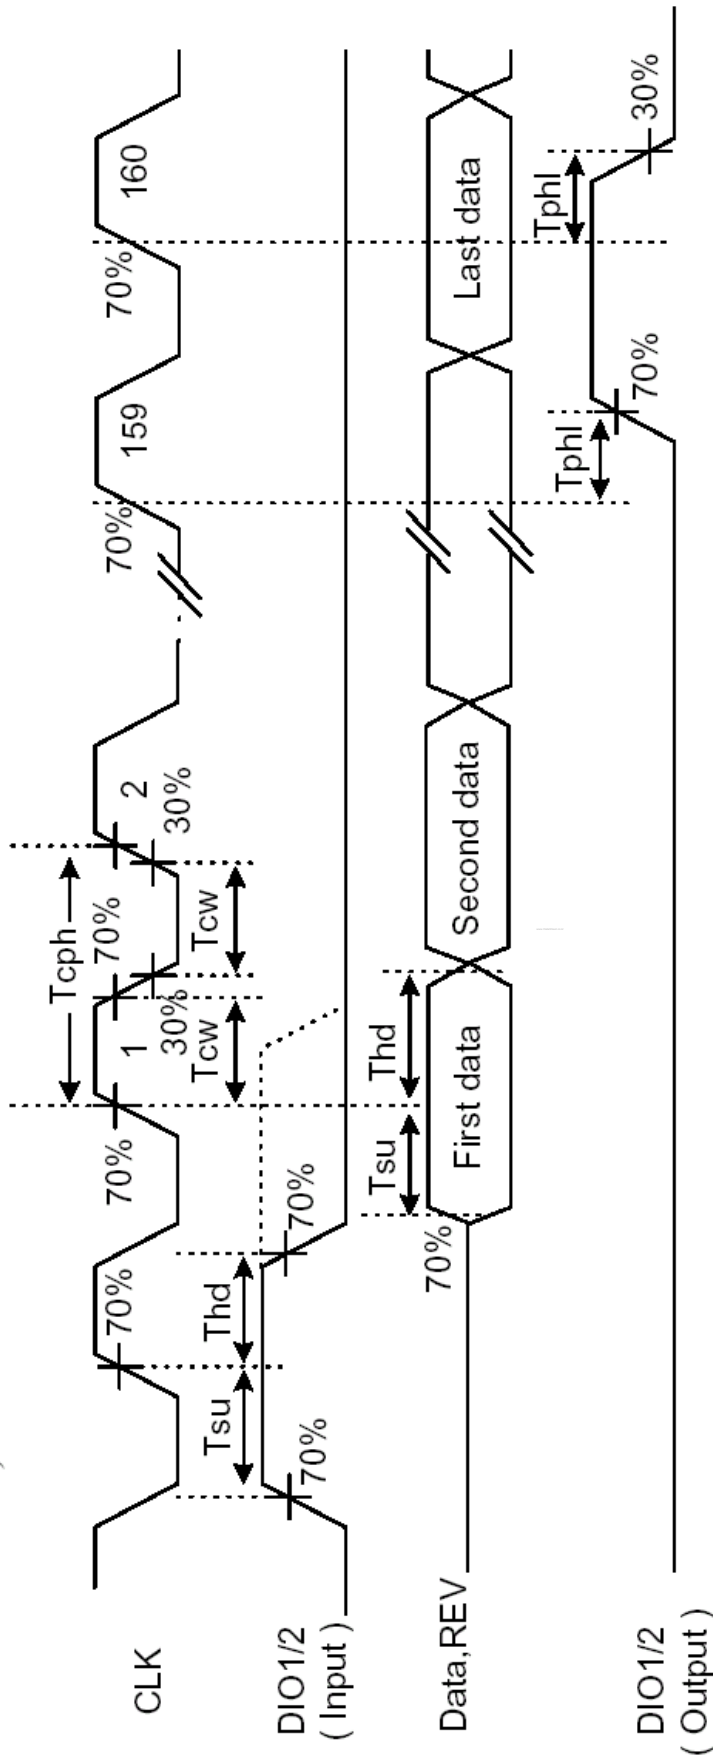 CLK
70%
70%
1
30%
Tcph
70%
2
30%
70%
159
70%
160
Tcw
Tcw
DIO1/2
( Input )
Tsu
Thd
70%
70%
Data,REV
70%
Tsu
Thd
First data
Second data
Last data
DIO1/2
( Output )
Tphl
70%
Tphl
30%